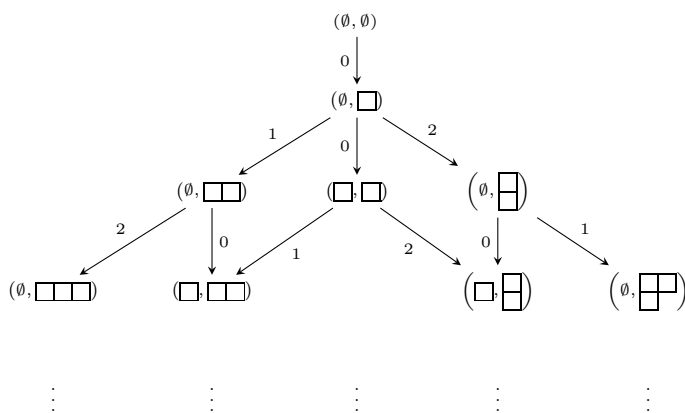 (∅, ∅)
0
(∅, □)
1 0 2
(∅, □□) (□, □) (∅, □/□)
2 0 1 2 0 1
(∅, □□□) (□, □□) (□, □/□) (∅, □□/□)
⋮ ⋮ ⋮ ⋮ ⋮